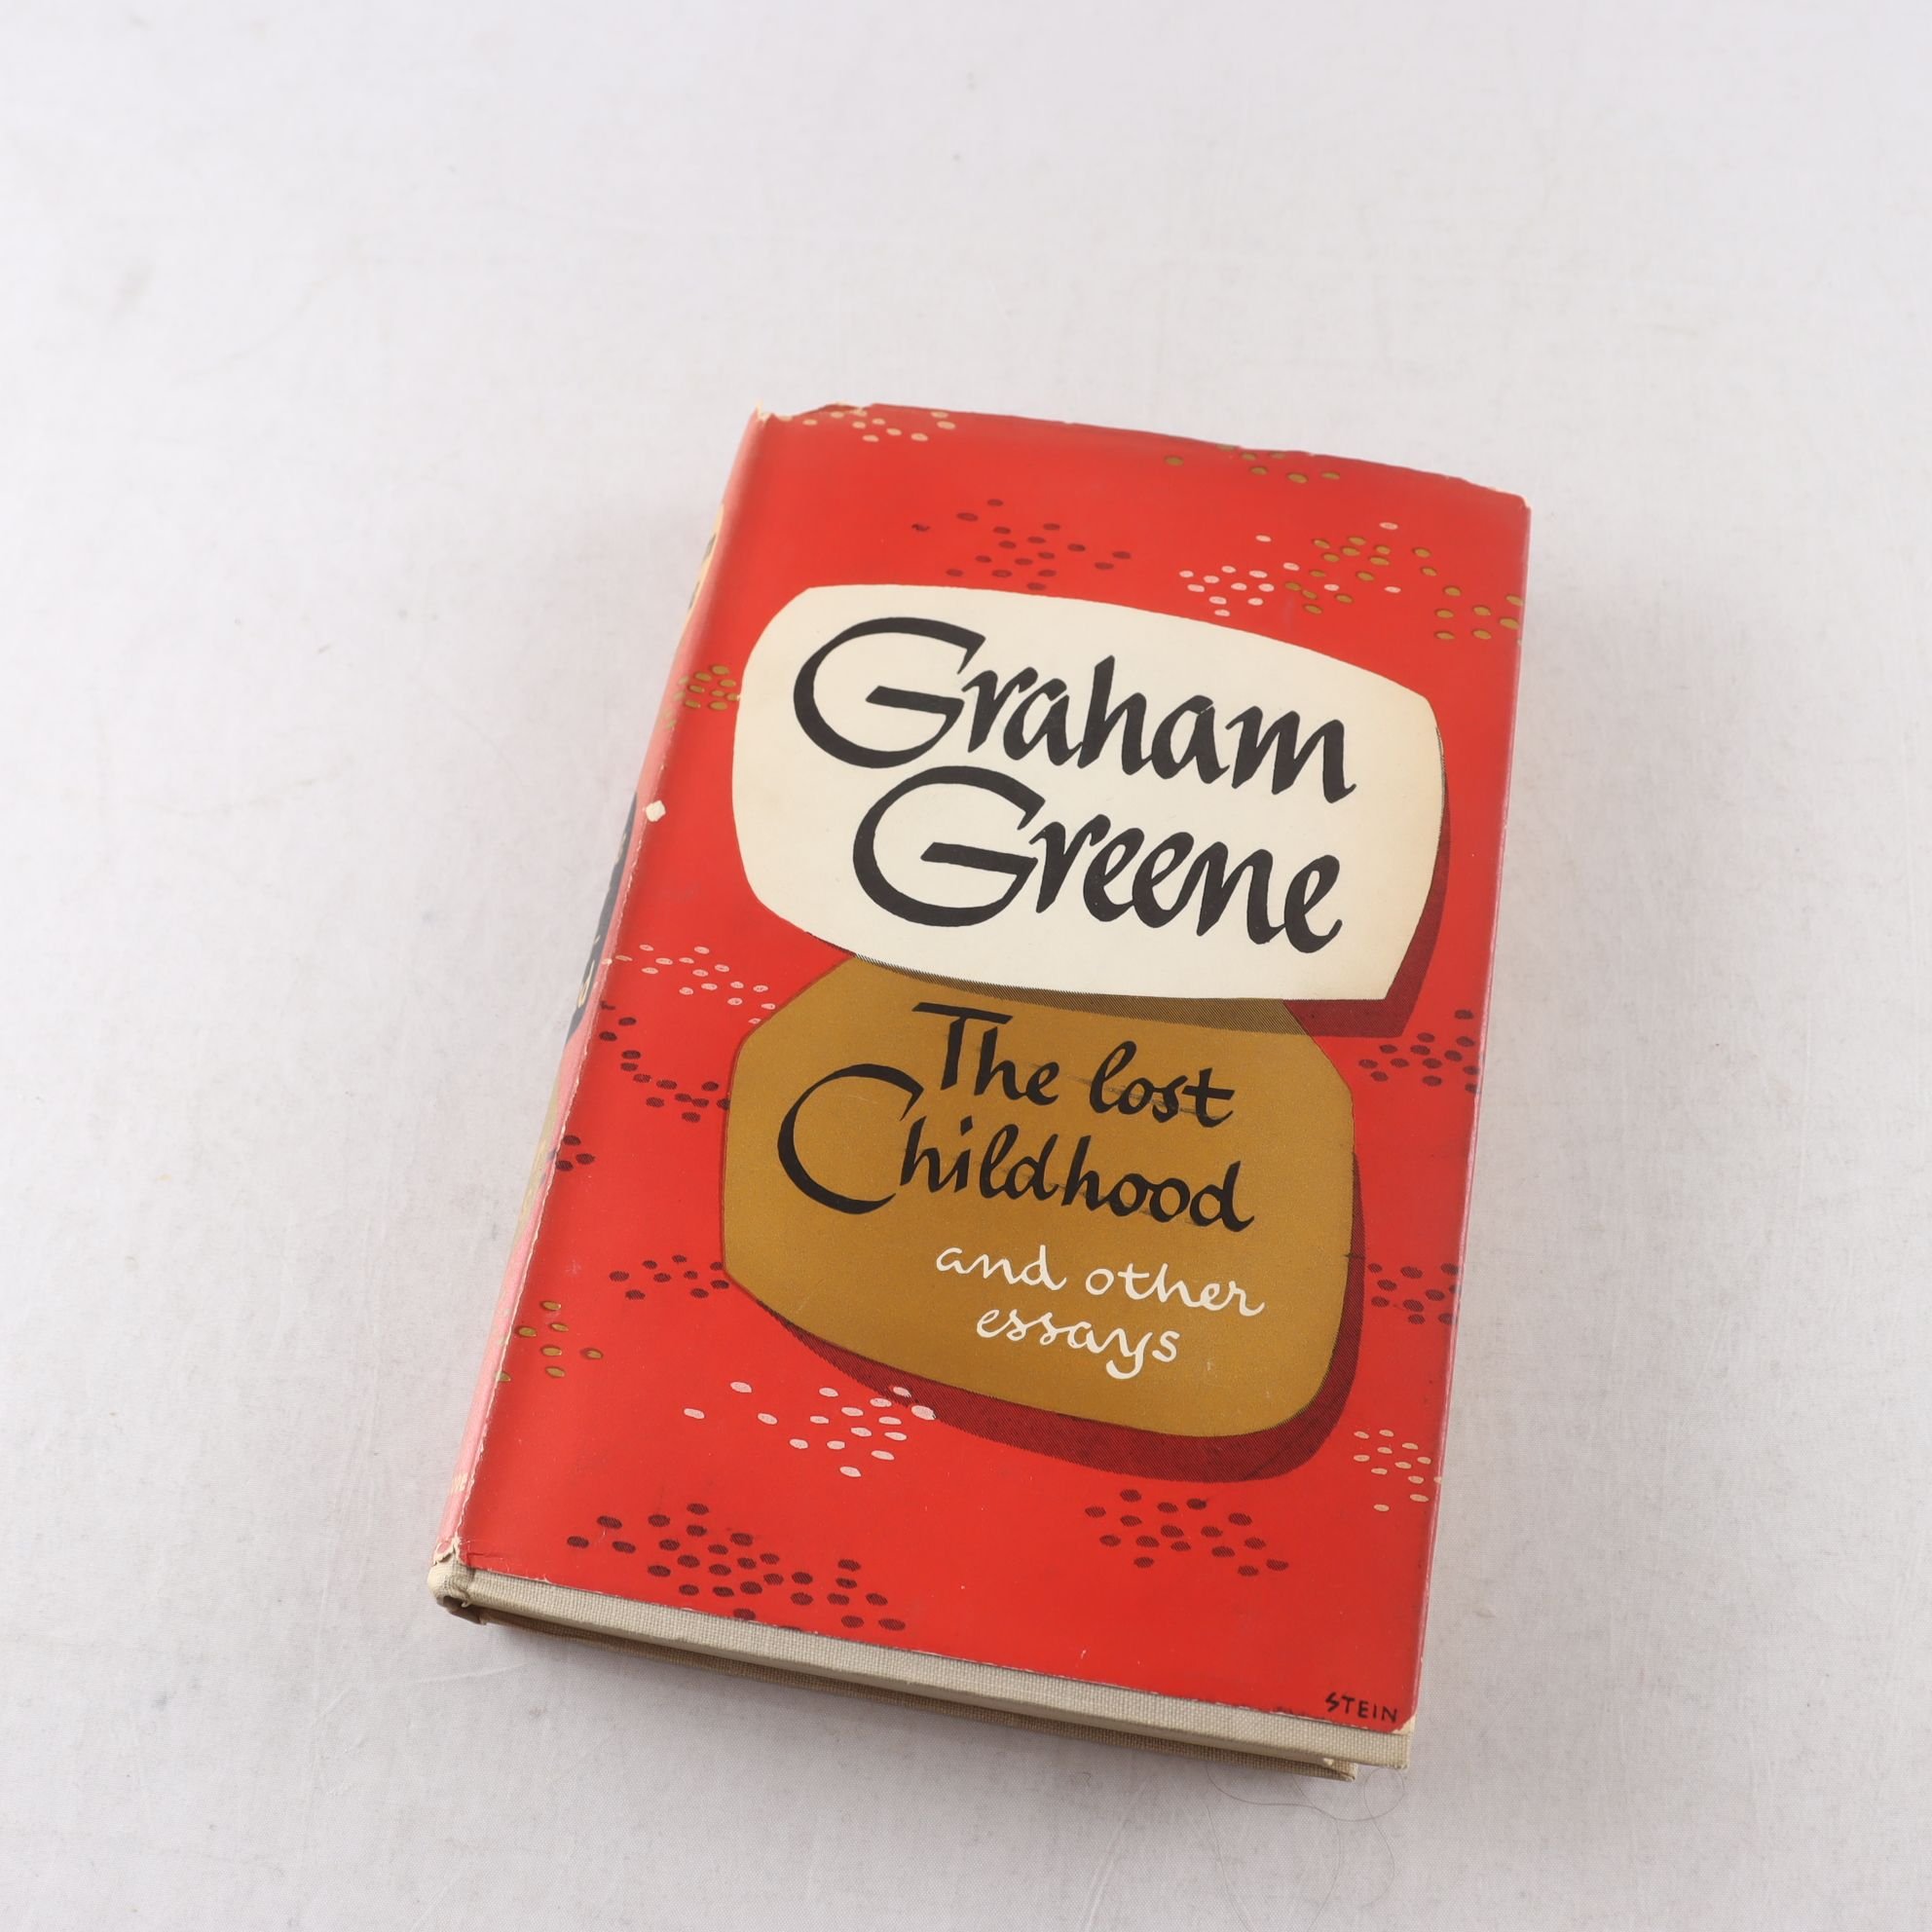 Graham
Greene
The lost
Childhood
and other
essays
STEIN